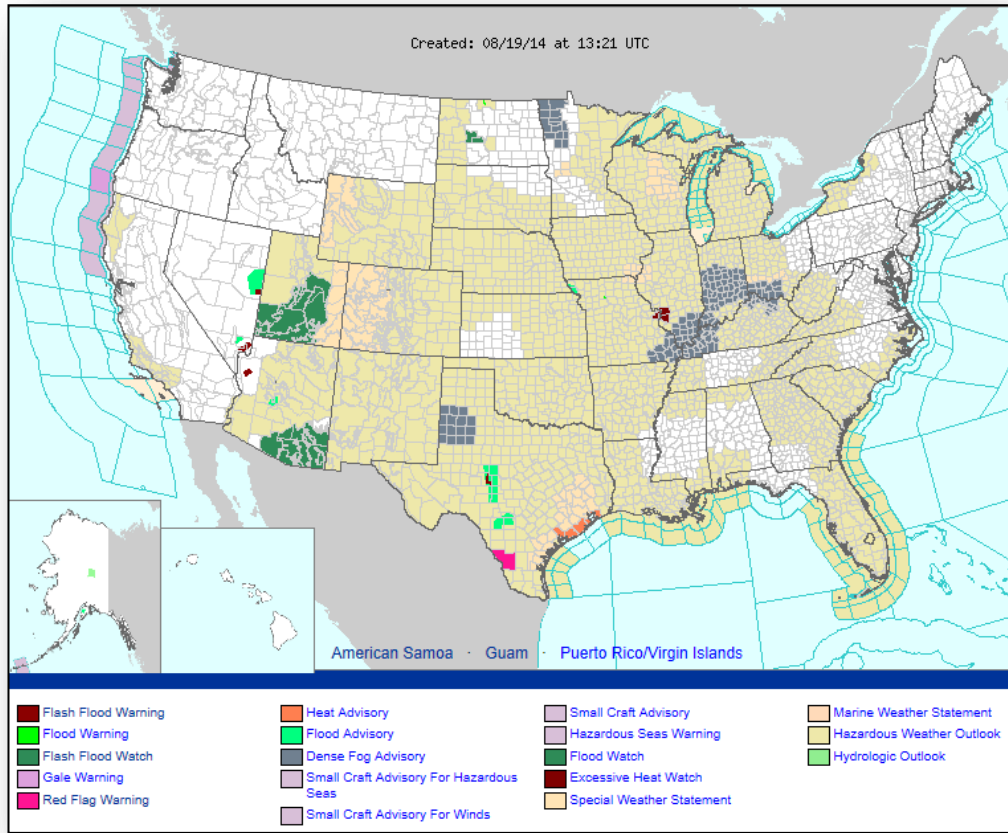 Created: 08/19/14 at 13:21 UTC
American Samoa · Guam · Puerto Rico/Virgin Islands
Flash Flood Warning
Flood Warning
Flash Flood Watch
Gale Warning
Red Flag Warning
Heat Advisory
Flood Advisory
Dense Fog Advisory
Small Craft Advisory For Hazardous
Seas
Small Craft Advisory For Winds
Small Craft Advisory
Hazardous Seas Warning
Flood Watch
Excessive Heat Watch
Special Weather Statement
Marine Weather Statement
Hazardous Weather Outlook
Hydrologic Outlook